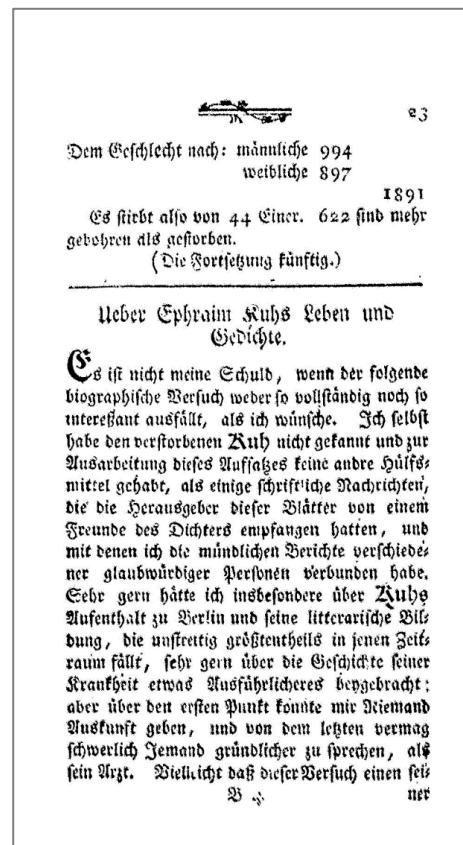 23
Dem Geschlecht nach: männliche 994
weibliche 897
1891
Es stirbt also von 44 Einer. 622 sind mehr
gebohren als gestorben.
(Die Fortsetzung künftig.)
Ueber Ephraim Kuhs Leben und
Gedichte.
Es ist nicht meine Schuld, wenn der folgende
biographische Versuch weder so vollständig noch so
intereßant ausfällt, als ich wünsche. Ich selbst
habe den verstorbenen Kuh nicht gekannt und zur
Ausarbeitung dieses Aufsatzes keine andre Hülfs-
mittel gehabt, als einige schriftliche Nachrichten,
die die Herausgeber dieser Blätter von einem
Freunde des Dichters empfangen hatten, und
mit denen ich die mündlichen Berichte verschiede-
ner glaubwürdiger Personen verbunden habe.
Sehr gern hätte ich insbesondere über Kuhs
Aufenthalt zu Berlin und seine litterarische Bil-
dung, die unstreitig größtentheils in jenen Zeit-
raum fällt, sehr gern über die Geschichte seiner
Krankheit etwas Ausführlicheres beygebracht;
aber über den ersten Punkt konnte mir Niemand
Auskunft geben, und von dem letzten vermag
schwerlich Jemand gründlicher zu sprechen, als
sein Arzt. Vielleicht daß dieser Versuch einen sei-
B
ner